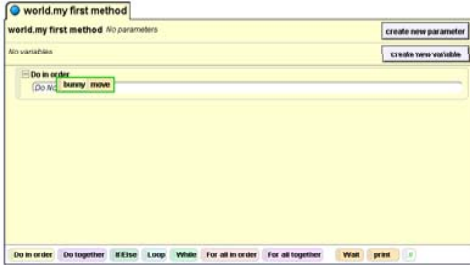 world.my first method
world.my first method No parameters
create new parameter
No variables
create new variable
Do in order
Do No
bunny move
Do in order Do together If/Else Loop While For all in order For all together Wait print //